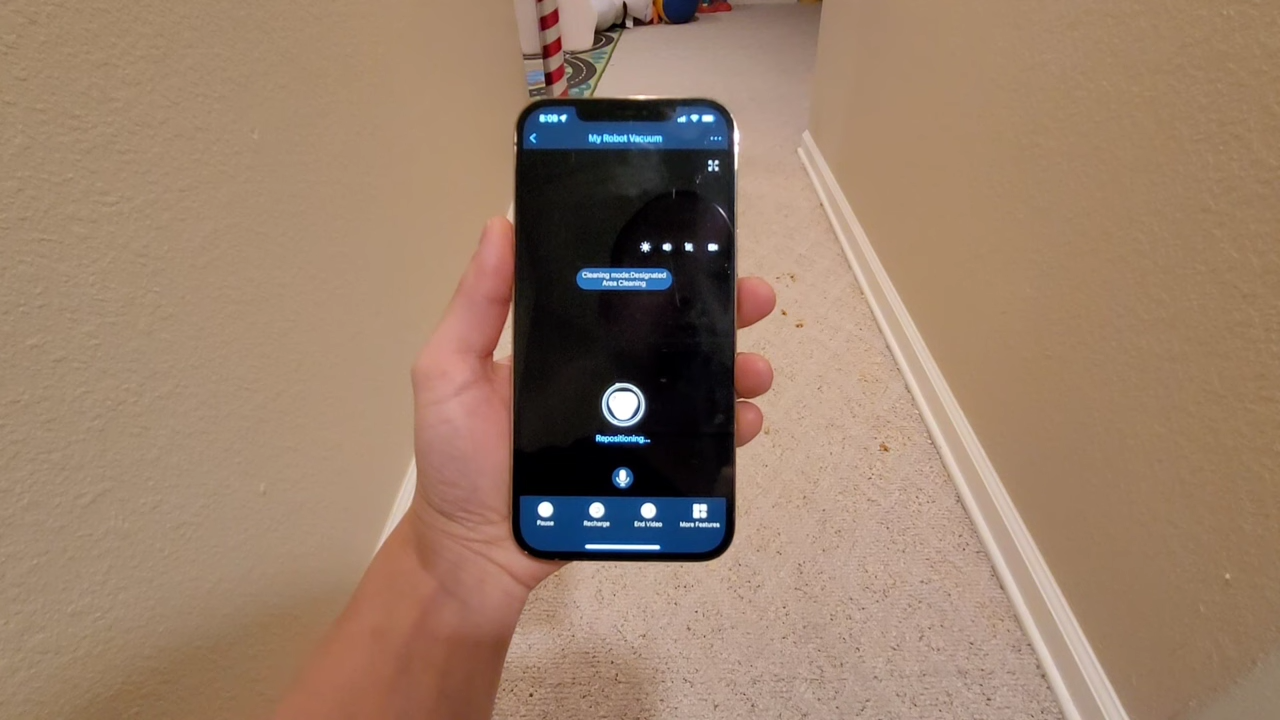 8:09
My Robot Vacuum
Cleaning mode:Designated
Area Cleaning
Repositioning...
Pause
Recharge
End Video
More Features